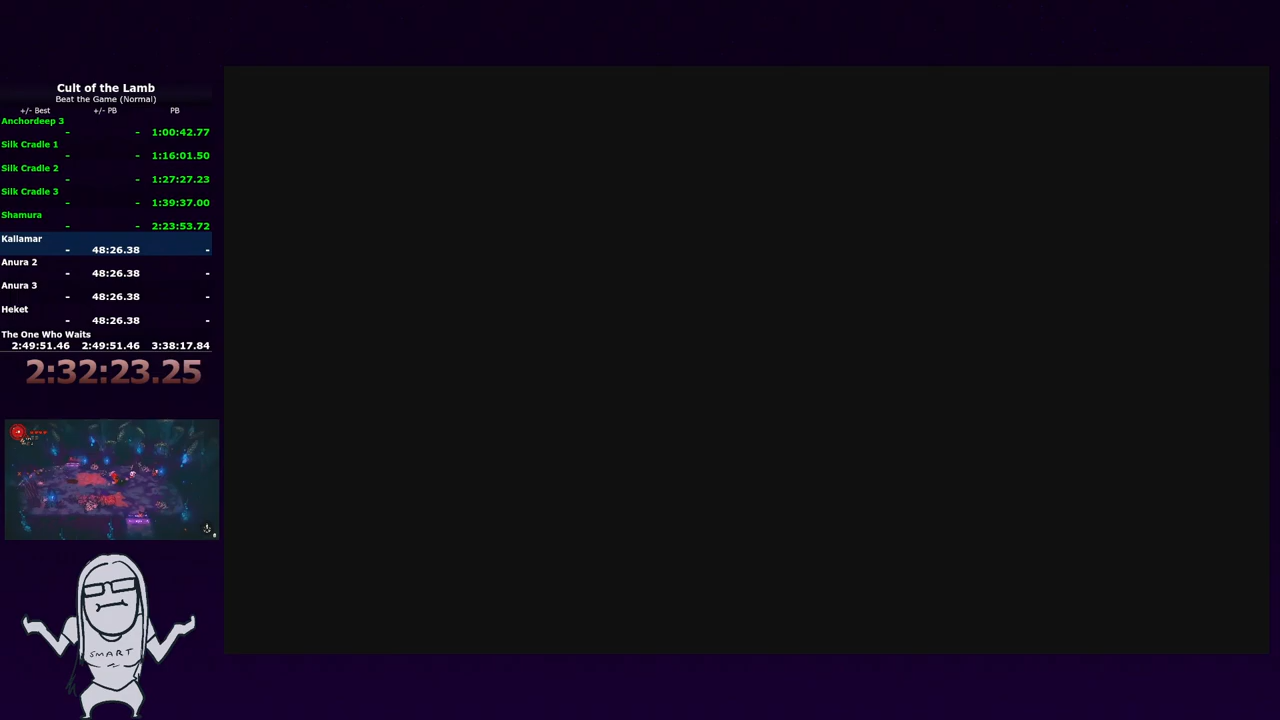 Cult of the Lamb
Beat the Game (Normal)
+/- Best +/- PB PB
Anchordeep 3
- - 1:00:42.77
Silk Cradle 1
- - 1:16:01.50
Silk Cradle 2
- - 1:27:27.23
Silk Cradle 3
- - 1:39:37.00
Shamura
- - 2:23:53.72
Kallamar
- 48:26.38 -
Anura 2
- 48:26.38 -
Anura 3
- 48:26.38 -
Heket
- 48:26.38 -
The One Who Waits
2:49:51.46 2:49:51.46 3:38:17.84
2:32:23.25
SMART